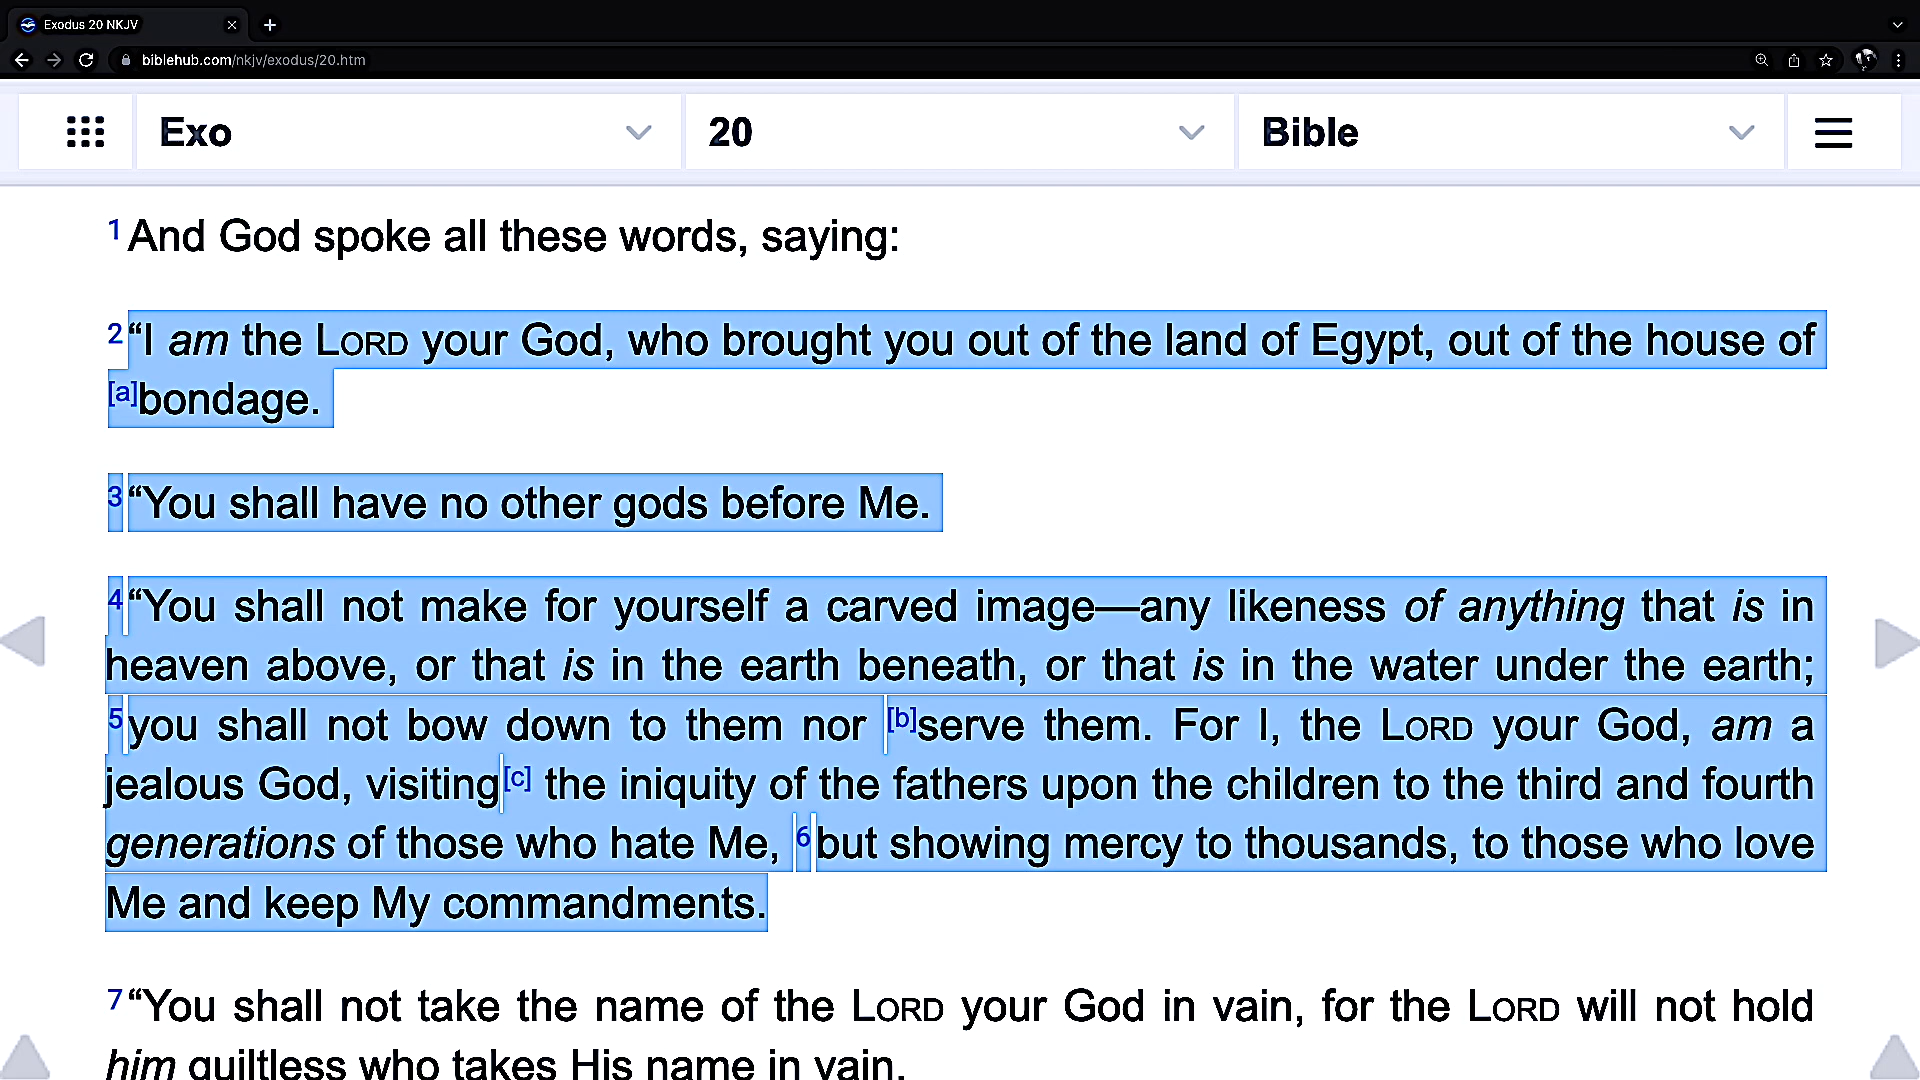 Exodus 20 NKJV
biblehub.com/nkjv/exodus/20.htm
Exo 20 Bible
1 And God spoke all these words, saying:
2 “I am the LORD your God, who brought you out of the land of Egypt, out of the house of
[a]bondage.
3 “You shall have no other gods before Me.
4 “You shall not make for yourself a carved image—any likeness of anything that is in
heaven above, or that is in the earth beneath, or that is in the water under the earth;
5 you shall not bow down to them nor [b]serve them. For I, the LORD your God, am a
jealous God, visiting[c] the iniquity of the fathers upon the children to the third and fourth
generations of those who hate Me, 6 but showing mercy to thousands, to those who love
Me and keep My commandments.
7 “You shall not take the name of the LORD your God in vain, for the LORD will not hold
him guiltless who takes His name in vain.